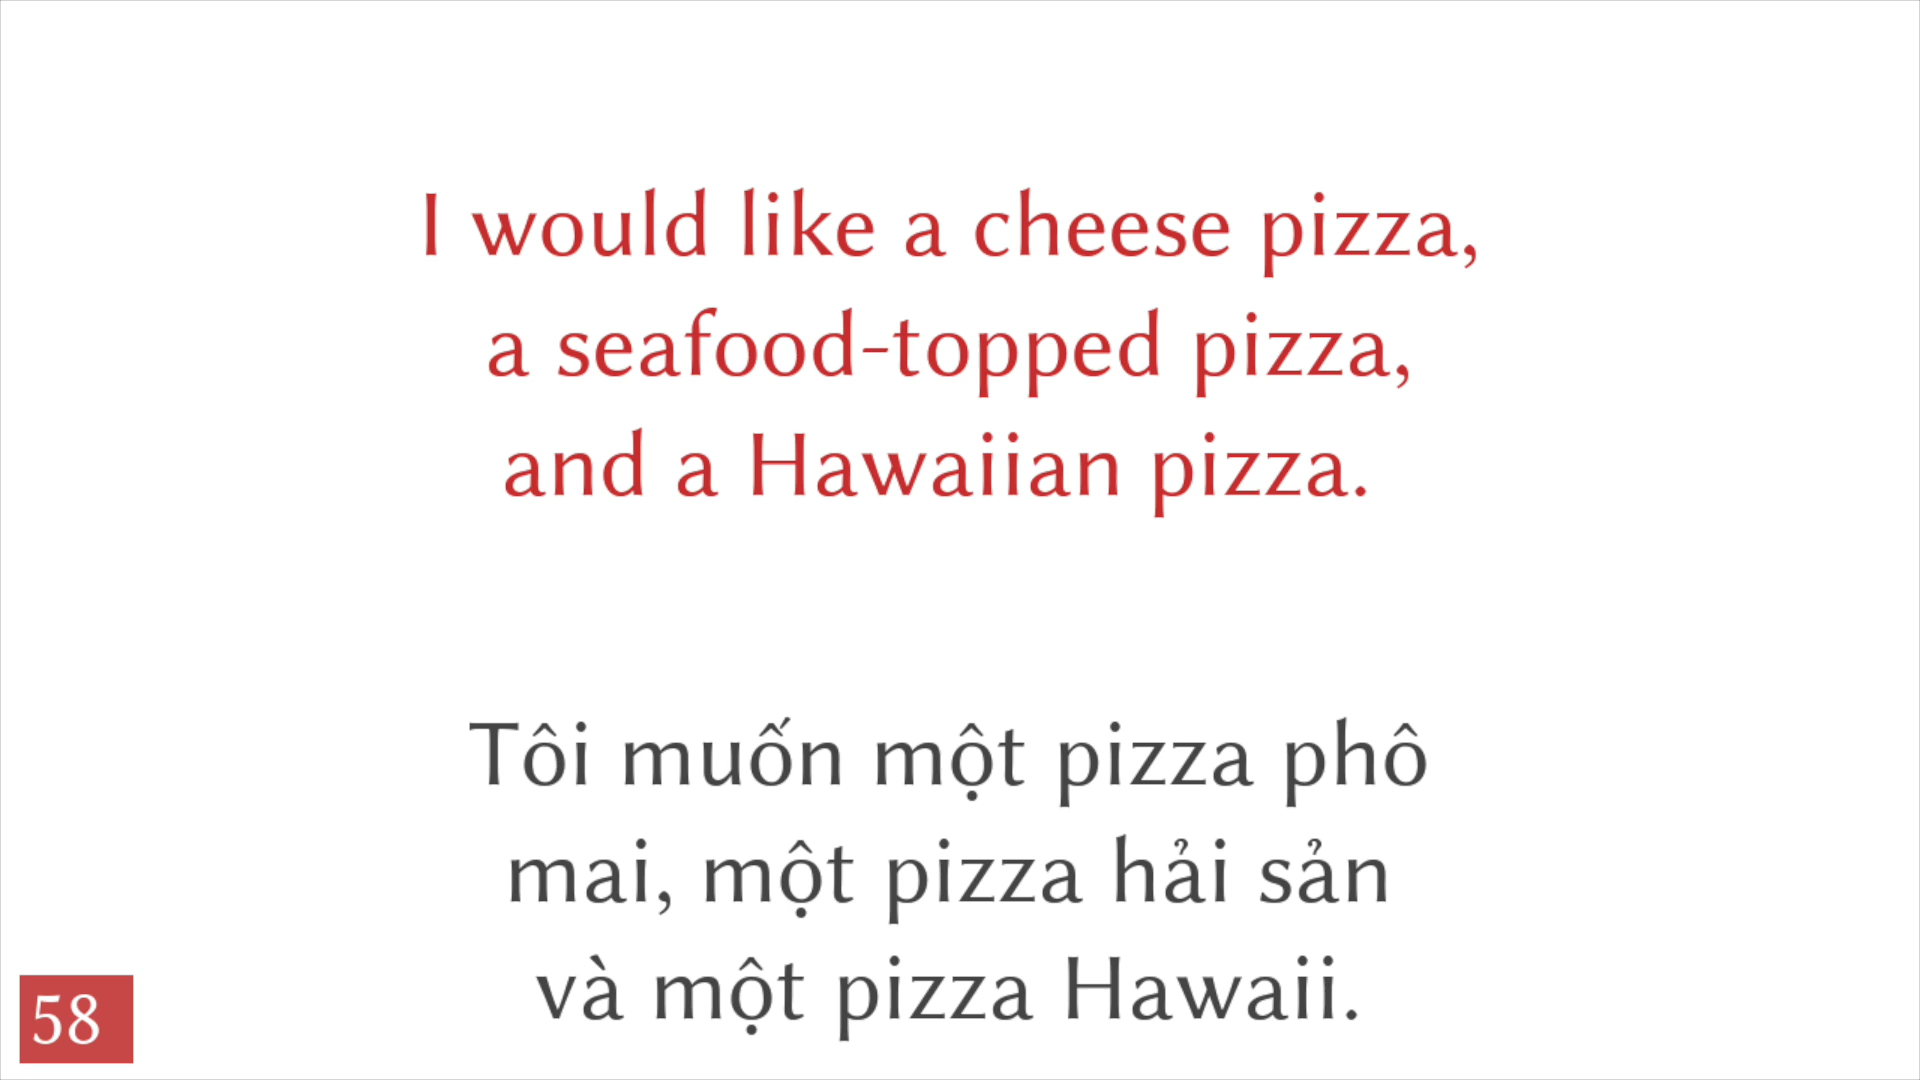 I would like a cheese pizza,
a seafood-topped pizza,
and a Hawaiian pizza.
Tôi muốn một pizza phô
mai, một pizza hải sản
và một pizza Hawaii.
58